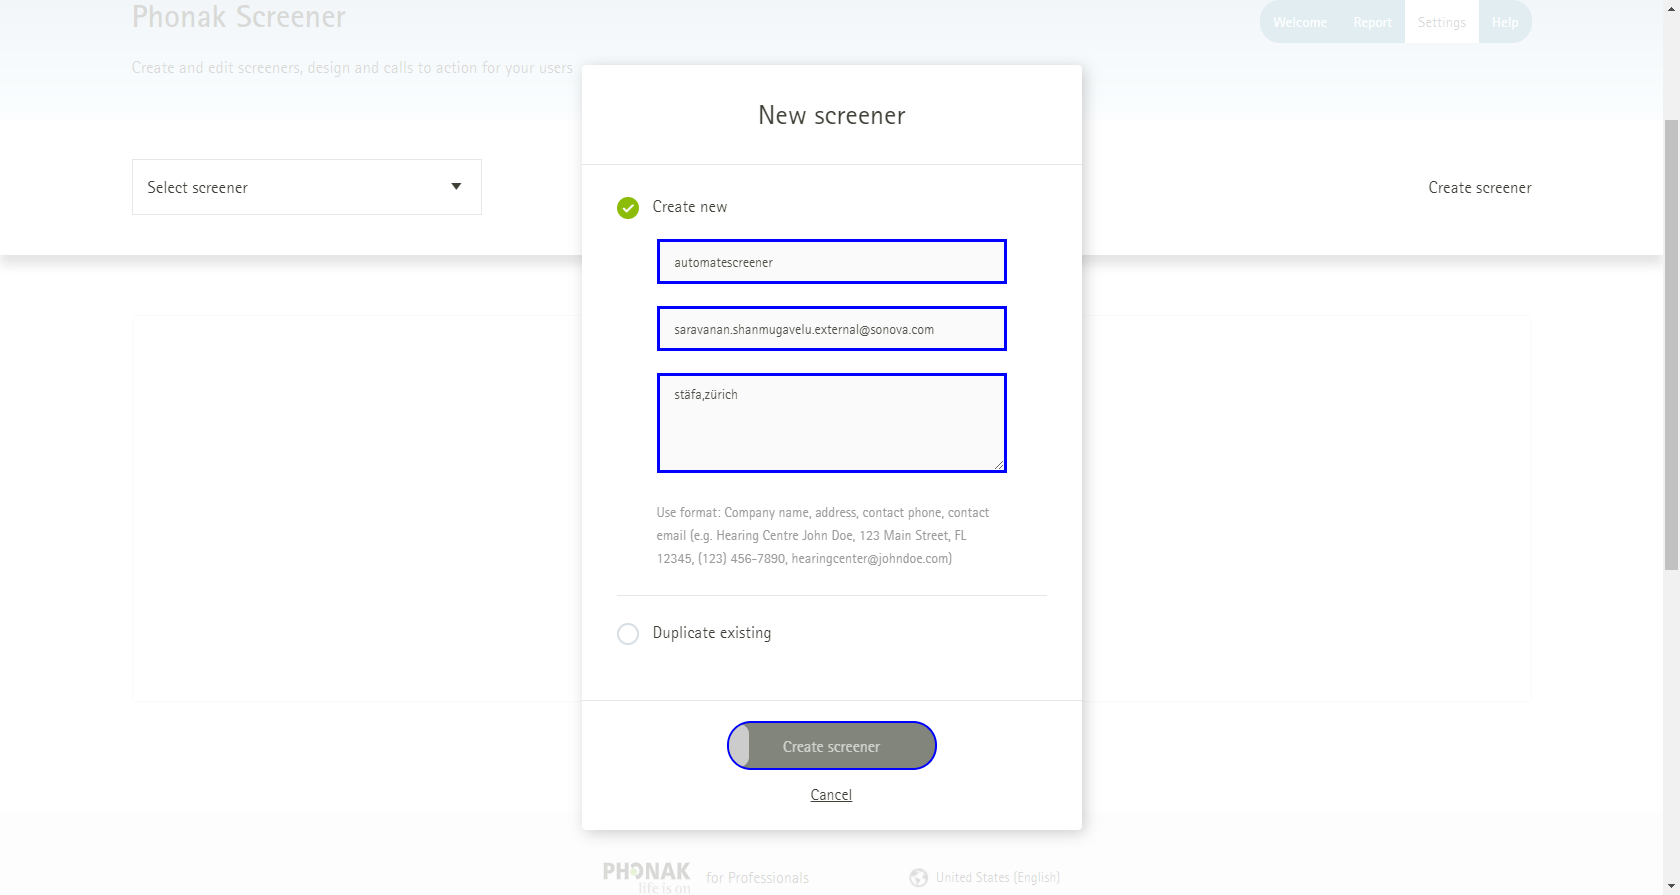 Phonak Screener
Welcome
Report
Settings
Help
Create and edit screeners, design and calls to action for your users
New screener
Select screener
Create screener
Create new
automatescreener
saravanan.shanmugavelu.external@sonova.com
stäfa,zürich
Use format: Company name, address, contact phone, contact
email (e.g. Hearing Centre John Doe, 123 Main Street, FL
12345, (123) 456-7890, hearingcenter@johndoe.com)
Duplicate existing
Create screener
Cancel
PHONAK
life is on
for Professionals
United States (English)